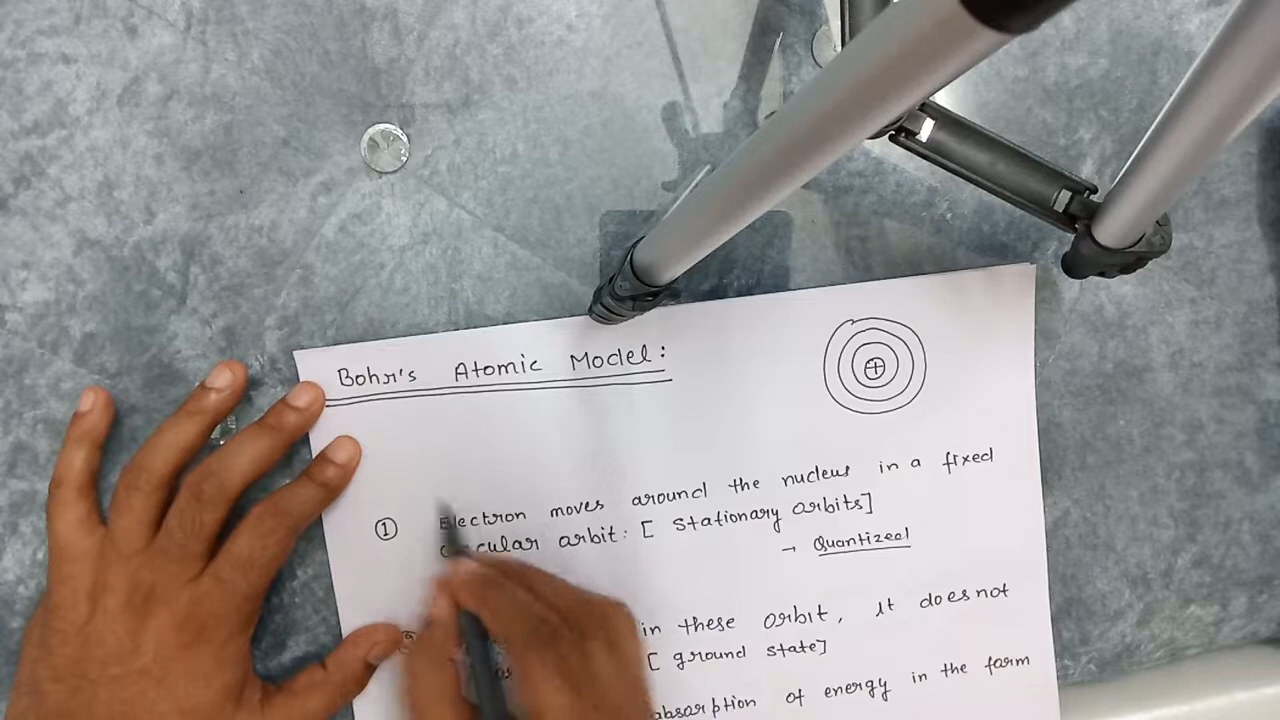 Bohr's Atomic Model:
+
① Electron moves around the nucleus in a fixed
circular orbit: [ stationary orbits]
→ Quantized
in these orbit, it does not
[ ground state]
absorption of energy in the form